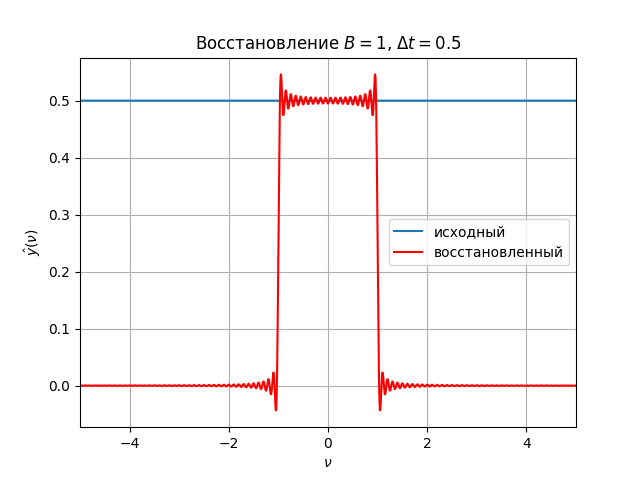 Восстановление B = 1, Δt = 0.5
ŷ(ν)
0.5
0.4
0.3
0.2
0.1
0.0
исходный
восстановленный
−4 −2 0 2 4
ν